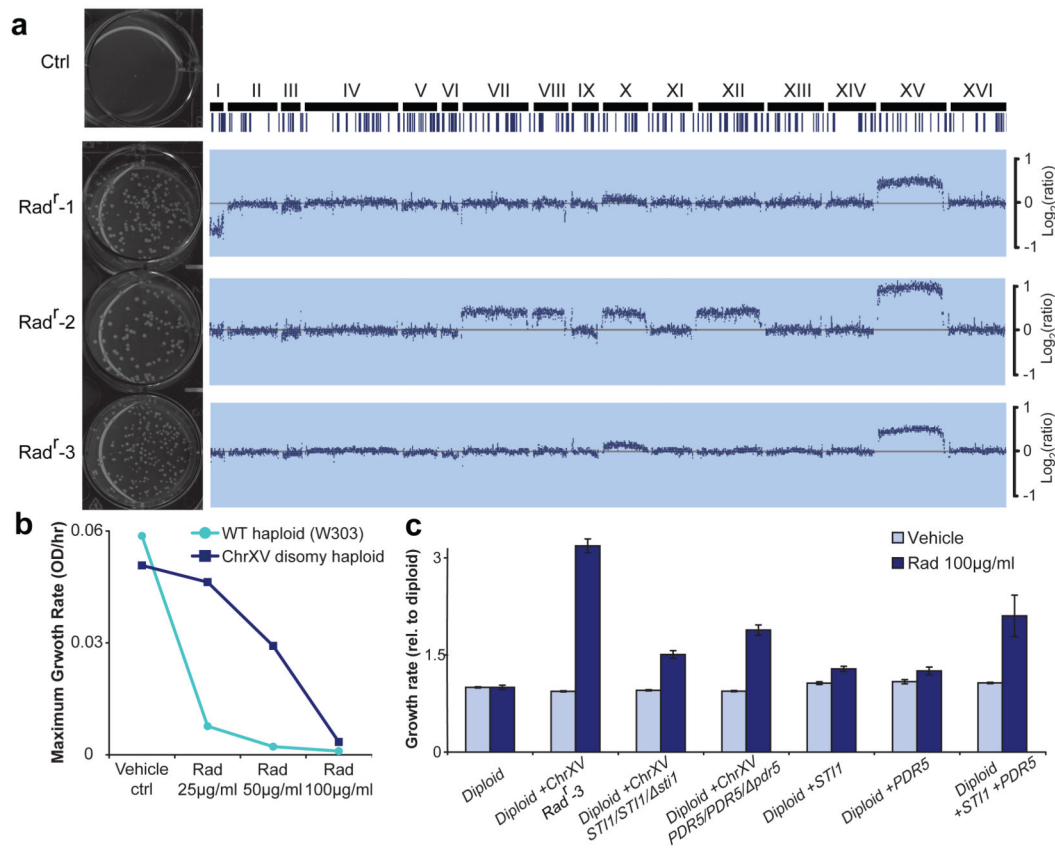 a
Ctrl
I II III IV V VI VII VIII IX X XI XII XIII XIV XV XVI
Radʳ-1
1
0
-1
Log₂(ratio)
Radʳ-2
1
0
-1
Log₂(ratio)
Radʳ-3
1
0
-1
Log₂(ratio)
b
0.06
0.03
0
Maximum Grwoth Rate (OD/hr)
WT haploid (W303)
ChrXV disomy haploid
Vehicle ctrl
Rad 25µg/ml
Rad 50µg/ml
Rad 100µg/ml
c
Vehicle
Rad 100µg/ml
3
1.5
0
Growth rate (rel. to diploid)
Diploid
Diploid +ChrXV
Radʳ-3
Diploid +ChrXV
STI1/STI1/Δsti1
Diploid +ChrXV
PDR5/PDR5/Δpdr5
Diploid +STI1
Diploid +PDR5
Diploid
+STI1 +PDR5